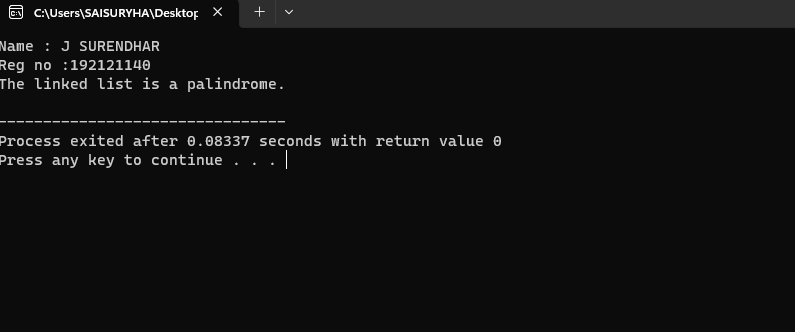 C:\Users\SAISURYHA\Desktop
Name : J SURENDHAR
Reg no :192121140
The linked list is a palindrome.
--------------------------------
Process exited after 0.08337 seconds with return value 0
Press any key to continue . . .